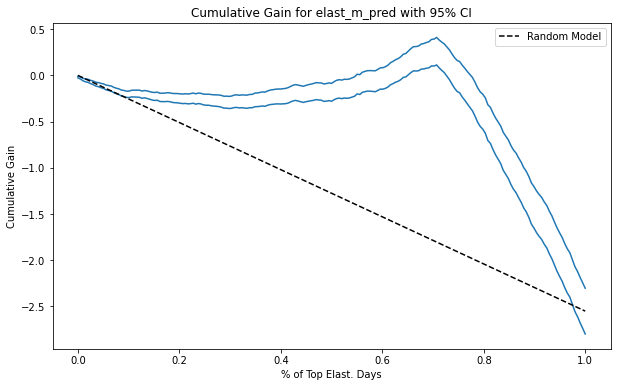 Cumulative Gain for elast_m_pred with 95% CI
Random Model
Cumulative Gain
0.5
0.0
−0.5
−1.0
−1.5
−2.0
−2.5
0.0 0.2 0.4 0.6 0.8 1.0
% of Top Elast. Days